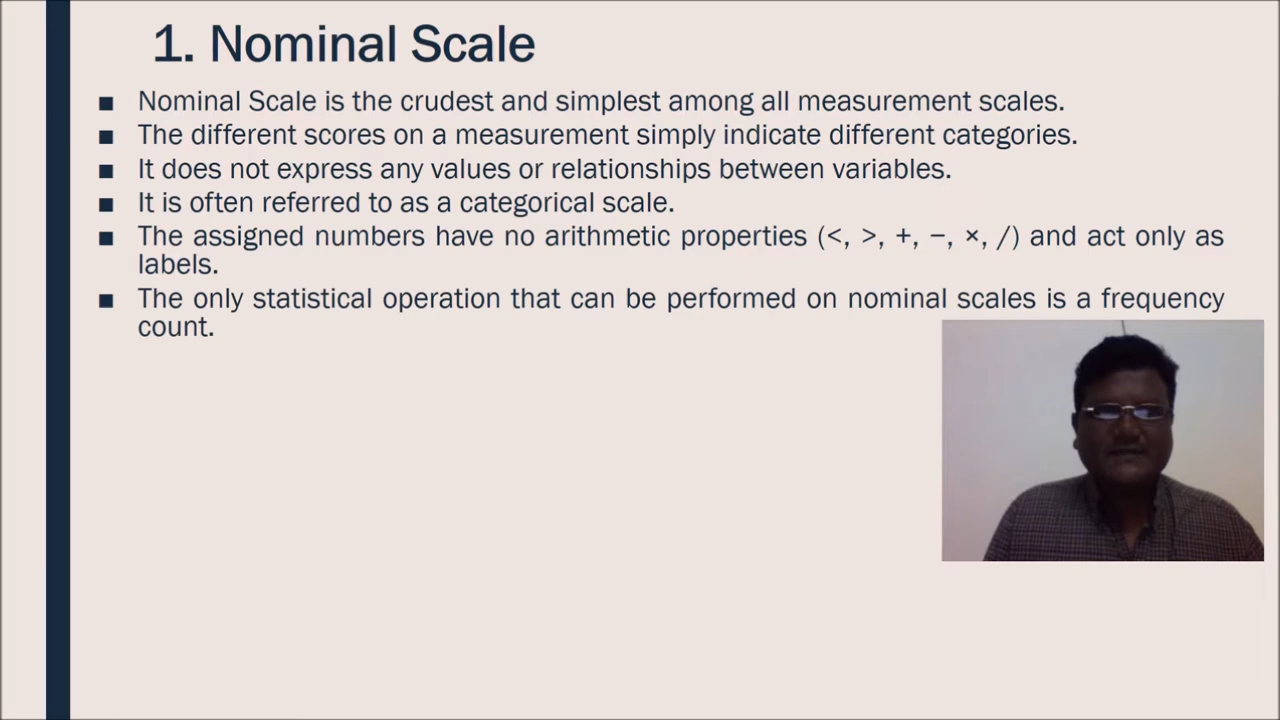 1. Nominal Scale
■ Nominal Scale is the crudest and simplest among all measurement scales.
■ The different scores on a measurement simply indicate different categories.
■ It does not express any values or relationships between variables.
■ It is often referred to as a categorical scale.
■ The assigned numbers have no arithmetic properties (<, >, +, −, ×, /) and act only as
labels.
■ The only statistical operation that can be performed on nominal scales is a frequency
count.